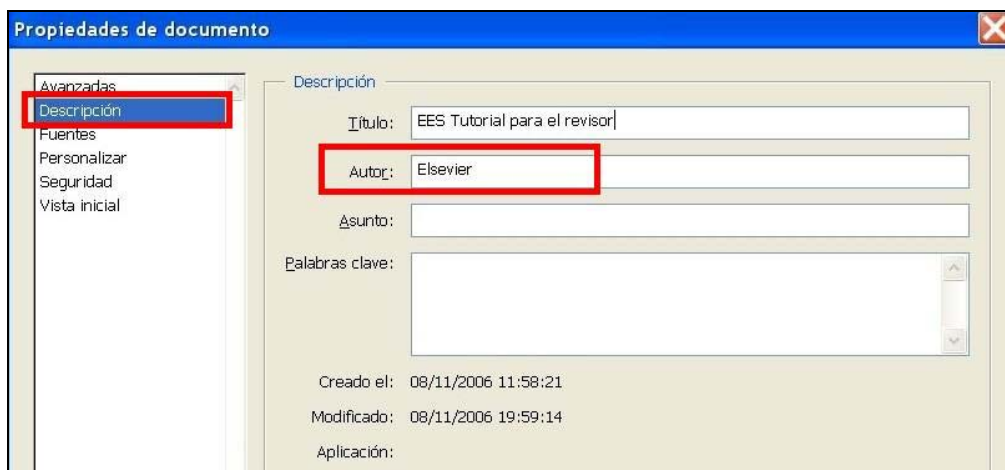 Propiedades de documento
Avanzadas
Descripción
Fuentes
Personalizar
Seguridad
Vista inicial
Descripción
Título: EES Tutorial para el revisor
Autor: Elsevier
Asunto:
Palabras clave:
Creado el: 08/11/2006 11:58:21
Modificado: 08/11/2006 19:59:14
Aplicación: